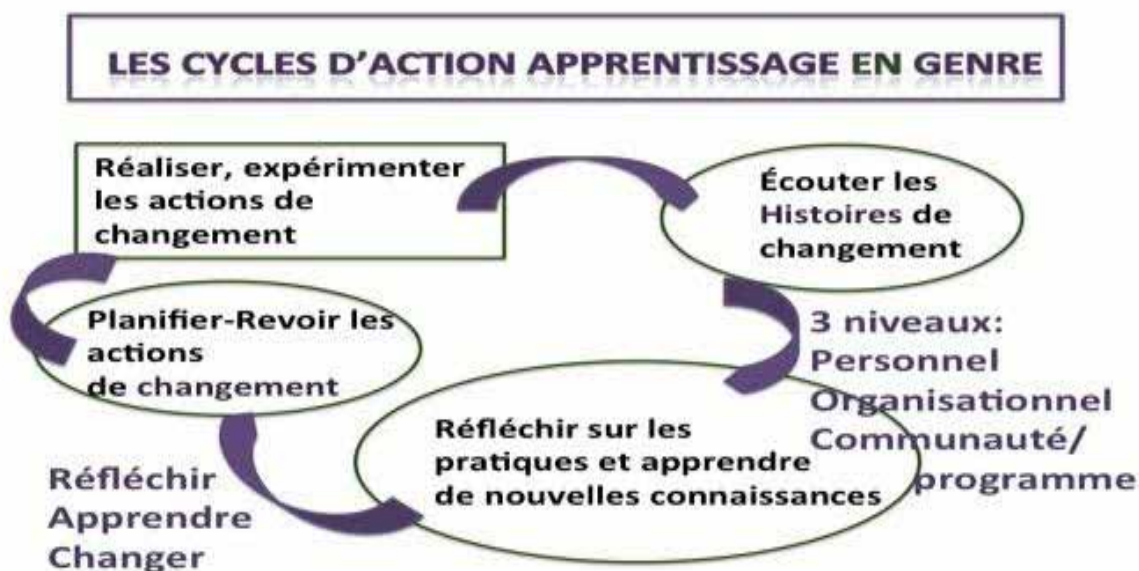 LES CYCLES D'ACTION APPRENTISSAGE EN GENRE
Réaliser, expérimenter
les actions de
changement
Écouter les
Histoires de
changement
Planifier-Revoir les
actions
de changement
3 niveaux:
Personnel
Organisationnel
Communauté/
programme
Réfléchir sur les
pratiques et apprendre
de nouvelles connaissances
Réfléchir
Apprendre
Changer